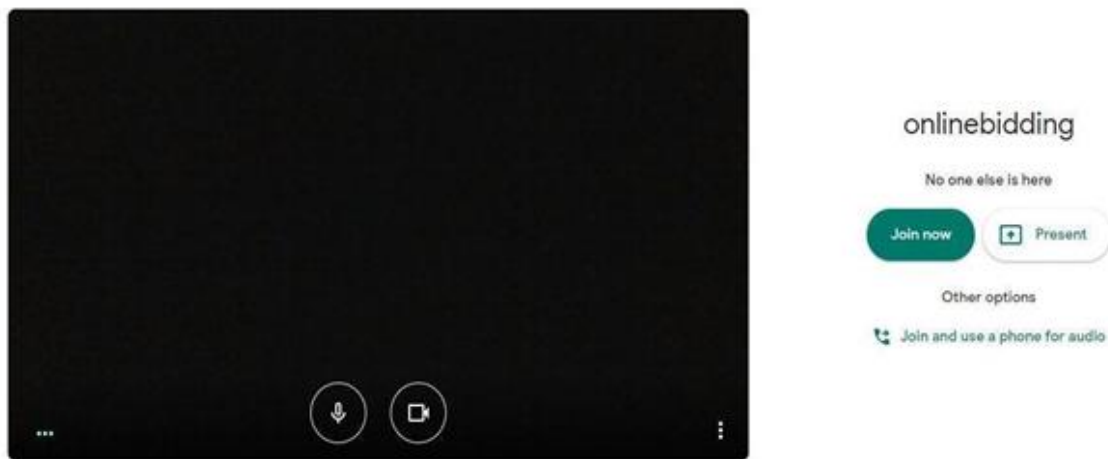 onlinebidding
No one else is here
Join now
Present
Other options
Join and use a phone for audio